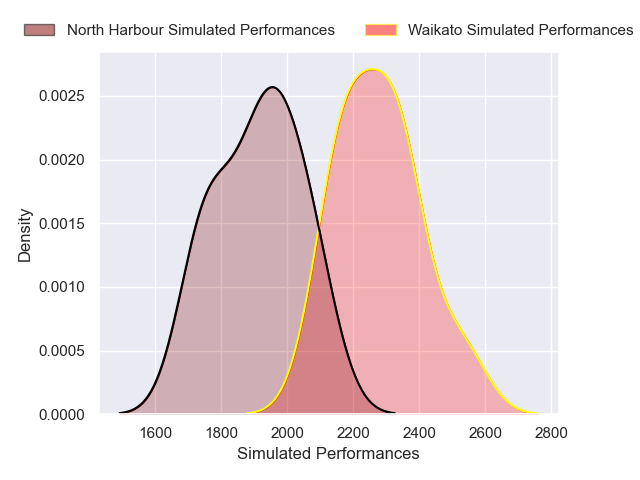 North Harbour Simulated Performances Waikato Simulated Performances
0.0025
0.0020
0.0015
0.0010
0.0005
0.0000
Density
1600 1800 2000 2200 2400 2600 2800
Simulated Performances